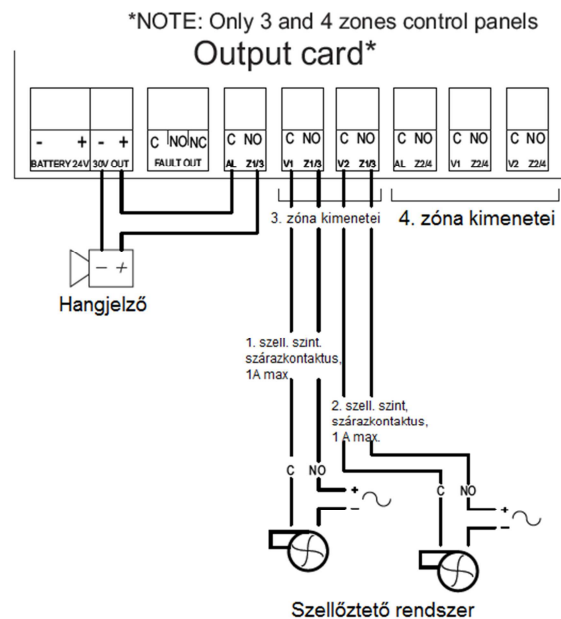 *NOTE: Only 3 and 4 zones control panels
Output card*
- + - + C NO NC C NO C NO C NO C NO C NO C NO
BATTERY 24V 30V OUT FAULT OUT AL Z1/3 V1 Z1/3 V2 Z1/3 AL Z2/4 V1 Z2/4 V2 Z2/4
3. zóna kimenetei 4. zóna kimenetei
- +
Hangjelző
1. szell. szint.
szárazkontaktus,
1A max.
2. szell. szint,
szárazkontaktus,
1 A max.
C NO
+
-
C NO
+
-
Szellőztető rendszer